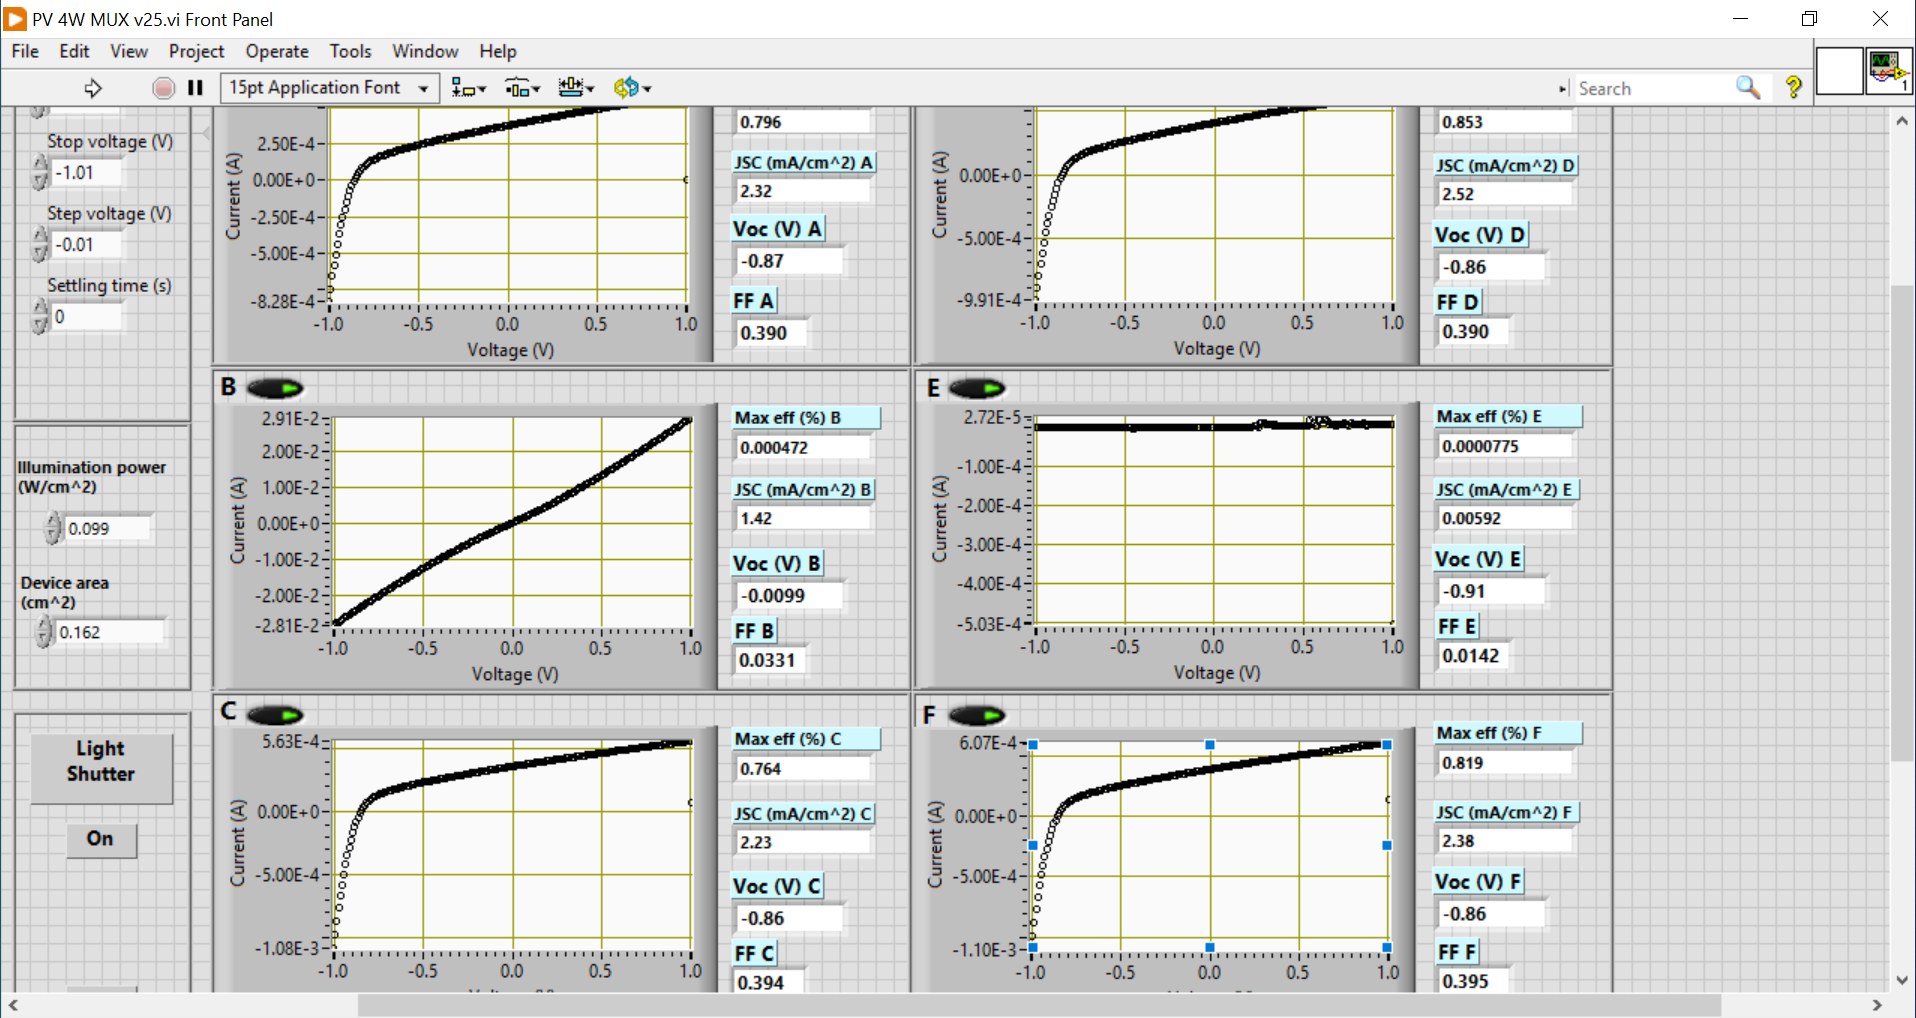 PV 4W MUX v25.vi Front Panel
File Edit View Project Operate Tools Window Help
15pt Application Font
Search
1
Stop voltage (V)
-1.01
Step voltage (V)
-0.01
Settling time (s)
0
Illumination power
(W/cm^2)
0.099
Device area
(cm^2)
0.162
Light
Shutter
On
Current (A)
2.50E-4
0.00E+0
-2.50E-4
-5.00E-4
-8.28E-4
-1.0 -0.5 0.0 0.5 1.0
Voltage (V)
0.796
JSC (mA/cm^2) A
2.32
Voc (V) A
-0.87
FF A
0.390
Current (A)
0.00E+0
-5.00E-4
-9.91E-4
-1.0 -0.5 0.0 0.5 1.0
Voltage (V)
0.853
JSC (mA/cm^2) D
2.52
Voc (V) D
-0.86
FF D
0.390
B
Current (A)
2.91E-2
2.00E-2
1.00E-2
0.00E+0
-1.00E-2
-2.00E-2
-2.81E-2
-1.0 -0.5 0.0 0.5 1.0
Voltage (V)
Max eff (%) B
0.000472
JSC (mA/cm^2) B
1.42
Voc (V) B
-0.0099
FF B
0.0331
E
Current (A)
2.72E-5
-1.00E-4
-2.00E-4
-3.00E-4
-4.00E-4
-5.03E-4
-1.0 -0.5 0.0 0.5 1.0
Voltage (V)
Max eff (%) E
0.0000775
JSC (mA/cm^2) E
0.00592
Voc (V) E
-0.91
FF E
0.0142
C
Current (A)
5.63E-4
0.00E+0
-5.00E-4
-1.08E-3
-1.0 -0.5 0.0 0.5 1.0
Max eff (%) C
0.764
JSC (mA/cm^2) C
2.23
Voc (V) C
-0.86
FF C
0.394
F
Current (A)
6.07E-4
0.00E+0
-5.00E-4
-1.10E-3
-1.0 -0.5 0.0 0.5 1.0
Max eff (%) F
0.819
JSC (mA/cm^2) F
2.38
Voc (V) F
-0.86
FF F
0.395